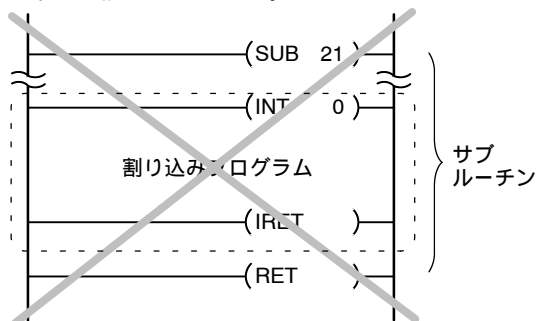 (SUB 21)
(INT 0)
割り込みプログラム
(IRET )
(RET )
サブ
ルーチン